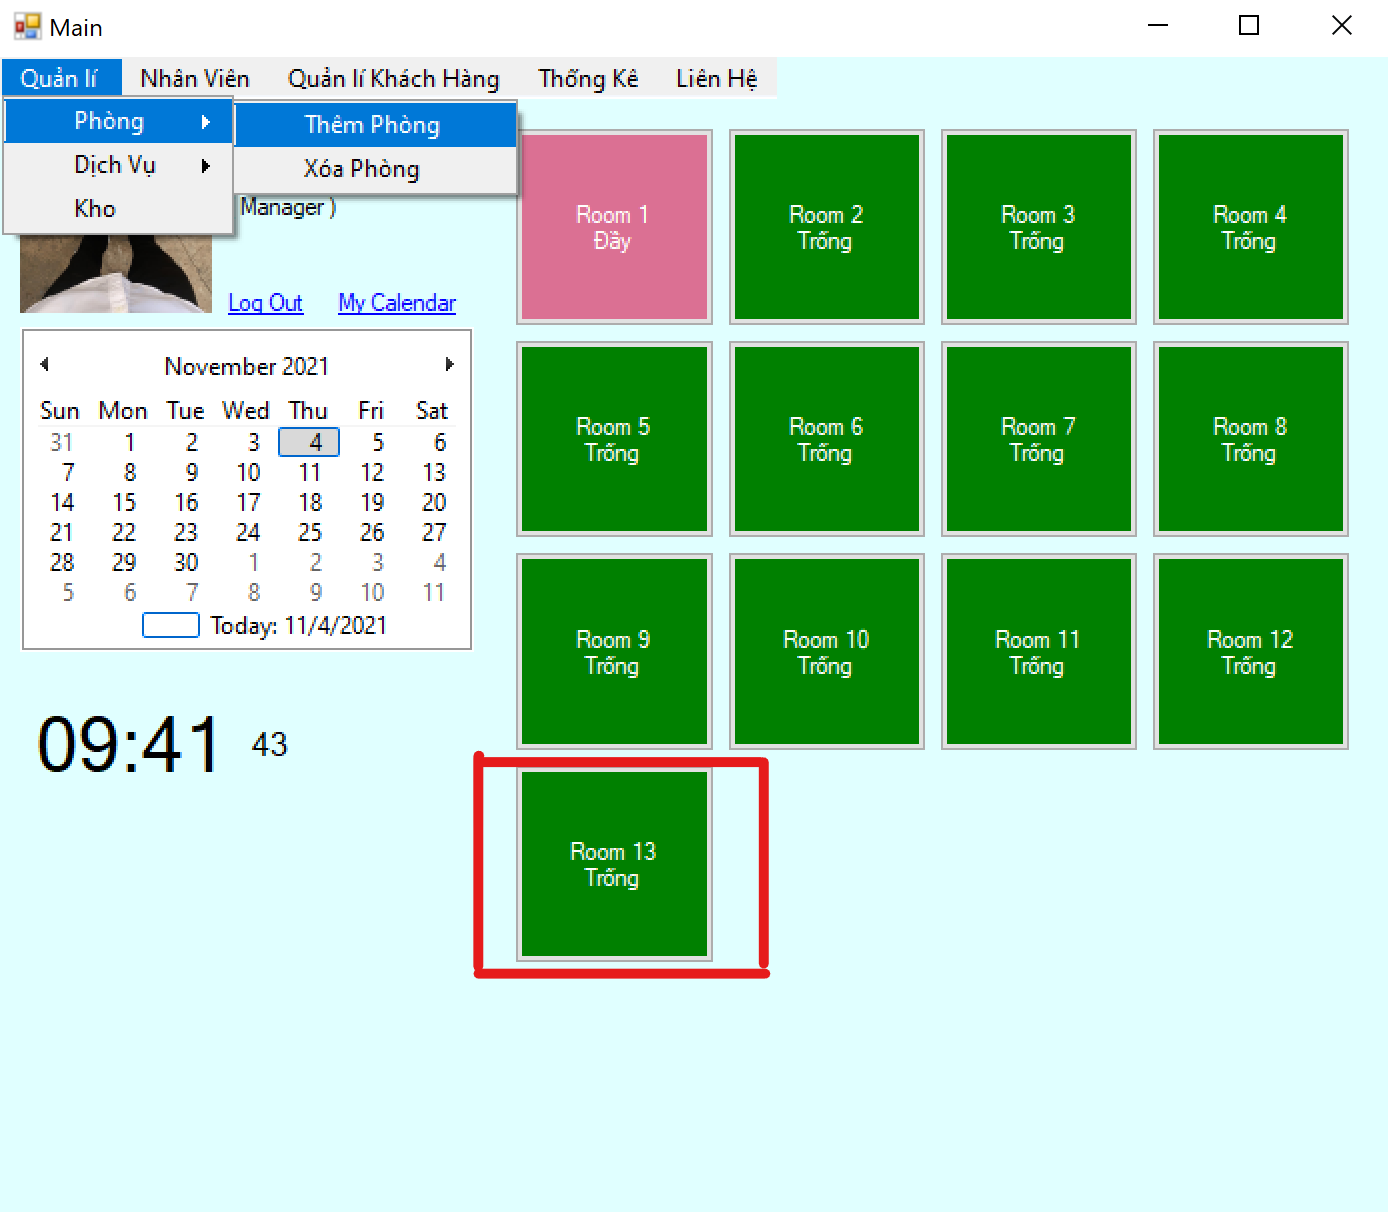 Main
Quản lí Nhân Viên Quản lí Khách Hàng Thống Kê Liên Hệ
Phòng
Dịch Vụ
Kho
Thêm Phòng
Xóa Phòng
Manager )
Log Out My Calendar
November 2021
Sun Mon Tue Wed Thu Fri Sat
31 1 2 3 4 5 6
7 8 9 10 11 12 13
14 15 16 17 18 19 20
21 22 23 24 25 26 27
28 29 30 1 2 3 4
5 6 7 8 9 10 11
Today: 11/4/2021
09:41 43
Room 1
Đầy
Room 2
Trống
Room 3
Trống
Room 4
Trống
Room 5
Trống
Room 6
Trống
Room 7
Trống
Room 8
Trống
Room 9
Trống
Room 10
Trống
Room 11
Trống
Room 12
Trống
Room 13
Trống